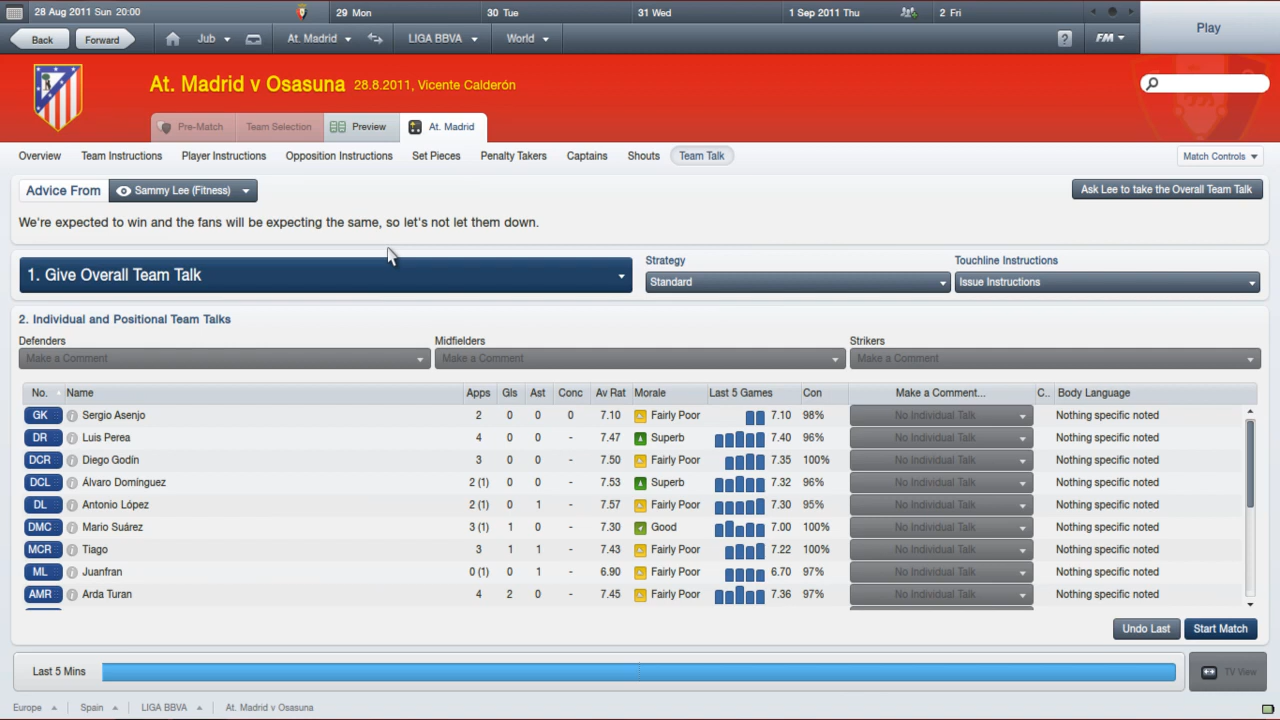 28 Aug 2011 Sun 20:00 29 Mon 30 Tue 31 Wed 1 Sep 2011 Thu 2 Fri
Play
Back Forward Jub At. Madrid LIGA BBVA World ? FM
At. Madrid v Osasuna 28.8.2011, Vicente Calderón
Pre-Match Team Selection Preview At. Madrid
Overview Team Instructions Player Instructions Opposition Instructions Set Pieces Penalty Takers Captains Shouts Team Talk Match Controls
Advice From Sammy Lee (Fitness) Ask Lee to take the Overall Team Talk
We're expected to win and the fans will be expecting the same, so let's not let them down.
Strategy Touchline Instructions
1. Give Overall Team Talk Standard Issue Instructions
2. Individual and Positional Team Talks
Defenders Midfielders Strikers
Make a Comment Make a Comment Make a Comment
No. Name Apps Gls Ast Conc Av Rat Morale Last 5 Games Con Make a Comment... C.. Body Language
GK Sergio Asenjo 2 0 0 0 7.10 Fairly Poor 7.10 98% No Individual Talk Nothing specific noted
DR Luis Perea 4 0 0 - 7.47 Superb 7.40 96% No Individual Talk Nothing specific noted
DCR Diego Godín 3 0 0 - 7.50 Fairly Poor 7.35 100% No Individual Talk Nothing specific noted
DCL Álvaro Domínguez 2 (1) 0 0 - 7.53 Superb 7.32 96% No Individual Talk Nothing specific noted
DL Antonio López 2 (1) 0 1 - 7.57 Fairly Poor 7.30 95% No Individual Talk Nothing specific noted
DMC Mario Suárez 3 (1) 1 0 - 7.30 Good 7.00 100% No Individual Talk Nothing specific noted
MCR Tiago 3 1 1 - 7.43 Fairly Poor 7.22 100% No Individual Talk Nothing specific noted
ML Juanfran 0 (1) 0 1 - 6.90 Fairly Poor 6.70 97% No Individual Talk Nothing specific noted
AMR Arda Turan 4 2 0 - 7.45 Fairly Poor 7.36 97% No Individual Talk Nothing specific noted
Undo Last Start Match
Last 5 Mins TV View
Europe Spain LIGA BBVA At. Madrid v Osasuna